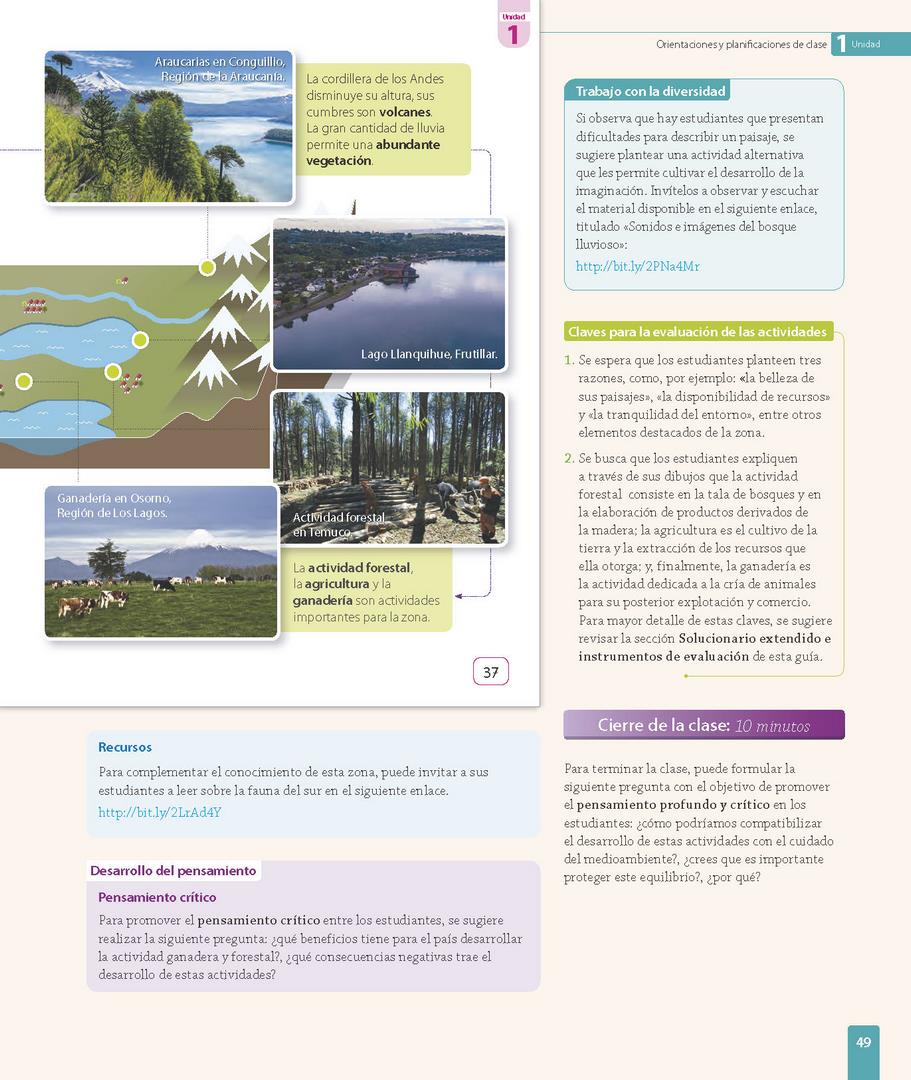 Unidad
1
Orientaciones y planificaciones de clase
1 Unidad
Araucarias en Conguillío,
Región de la Araucanía.
La cordillera de los Andes
disminuye su altura, sus
cumbres son volcanes.
La gran cantidad de lluvia
permite una abundante
vegetación.
Lago Llanquihue, Frutillar.
Ganadería en Osorno,
Región de Los Lagos.
Actividad forestal
en Temuco.
La actividad forestal,
la agricultura y la
ganadería son actividades
importantes para la zona.
37
Trabajo con la diversidad
Si observa que hay estudiantes que presentan
dificultades para describir un paisaje, se
sugiere plantear una actividad alternativa
que les permite cultivar el desarrollo de la
imaginación. Invítelos a observar y escuchar
el material disponible en el siguiente enlace,
titulado «Sonidos e imágenes del bosque
lluvioso»:
http://bit.ly/2PNa4Mr
Claves para la evaluación de las actividades
1. Se espera que los estudiantes planteen tres
razones, como, por ejemplo: «la belleza de
sus paisajes», «la disponibilidad de recursos»
y «la tranquilidad del entorno», entre otros
elementos destacados de la zona.
2. Se busca que los estudiantes expliquen
a través de sus dibujos que la actividad
forestal consiste en la tala de bosques y en
la elaboración de productos derivados de
la madera; la agricultura es el cultivo de la
tierra y la extracción de los recursos que
ella otorga; y, finalmente, la ganadería es
la actividad dedicada a la cría de animales
para su posterior explotación y comercio.
Para mayor detalle de estas claves, se sugiere
revisar la sección Solucionario extendido e
instrumentos de evaluación de esta guía.
Cierre de la clase: 10 minutos
Para terminar la clase, puede formular la
siguiente pregunta con el objetivo de promover
el pensamiento profundo y crítico en los
estudiantes: ¿cómo podríamos compatibilizar
el desarrollo de estas actividades con el cuidado
del medioambiente?, ¿crees que es importante
proteger este equilibrio?, ¿por qué?
Recursos
Para complementar el conocimiento de esta zona, puede invitar a sus
estudiantes a leer sobre la fauna del sur en el siguiente enlace.
http://bit.ly/2LrAd4Y
Desarrollo del pensamiento
Pensamiento crítico
Para promover el pensamiento crítico entre los estudiantes, se sugiere
realizar la siguiente pregunta: ¿qué beneficios tiene para el país desarrollar
la actividad ganadera y forestal?, ¿qué consecuencias negativas trae el
desarrollo de estas actividades?
49